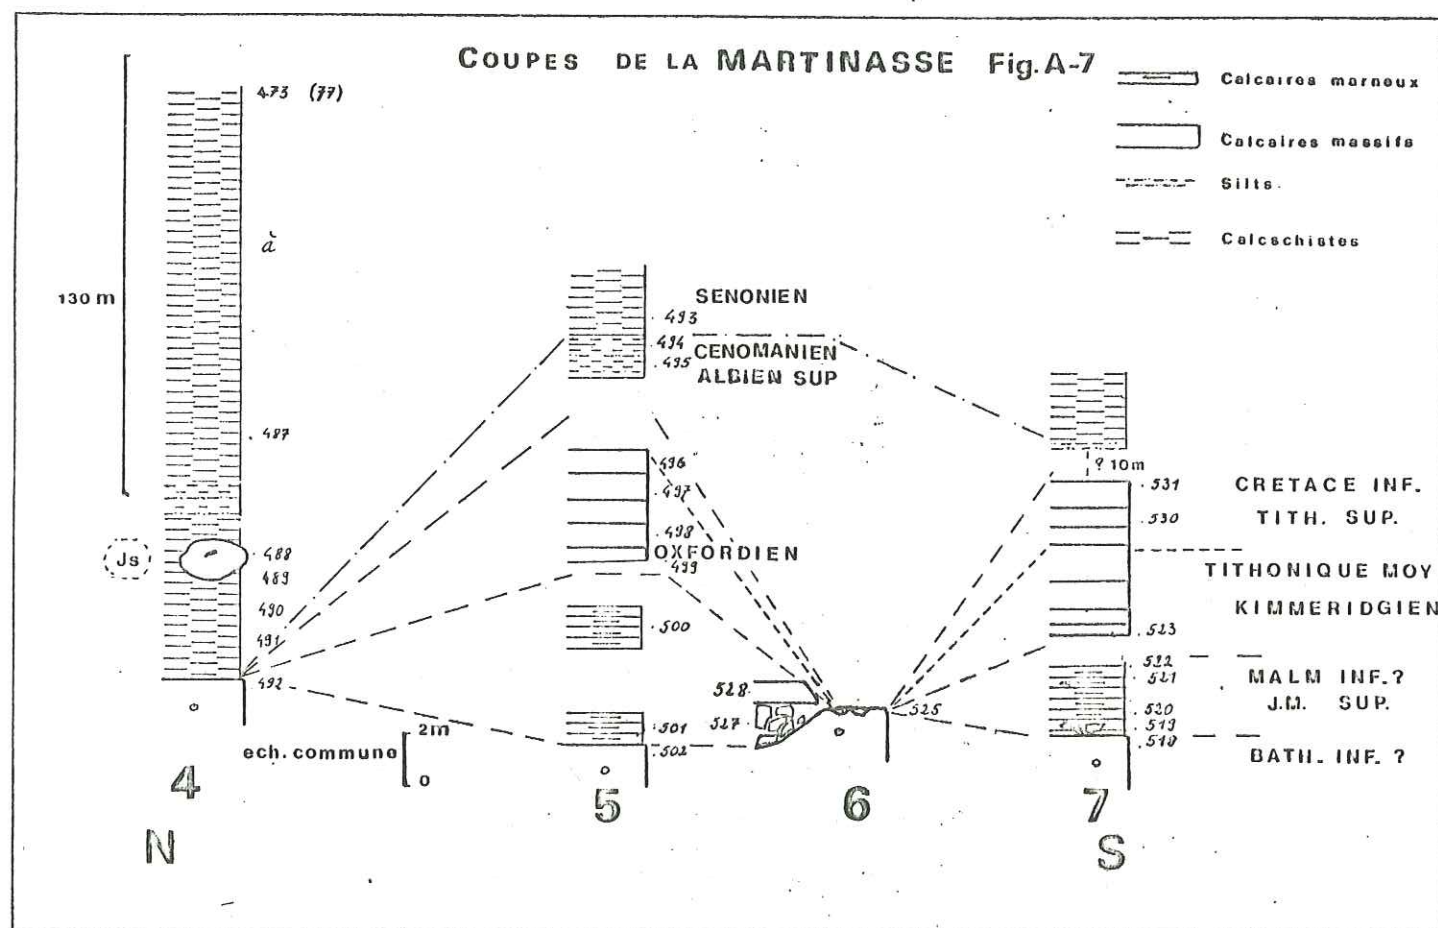 COUPES DE LA MARTINASSE Fig. A-7
Calcaires marneux
Calcaires massifs
Silts
Calcschistes
473 (77)
à
130 m
487
Js
488
489
490
491
492
ech. commune
2m
0
4
N
SENONIEN
493
494
CENOMANIEN
495
ALBIEN SUP
496
497
498
OXFORDIEN
499
500
501
502
5
528
527
525
6
? 10m
531
CRETACE INF.
530
TITH. SUP.
TITHONIQUE MOY
KIMMERIDGIEN
523
522
521
MALM INF.?
J.M. SUP.
520
519
518
BATH. INF. ?
7
S